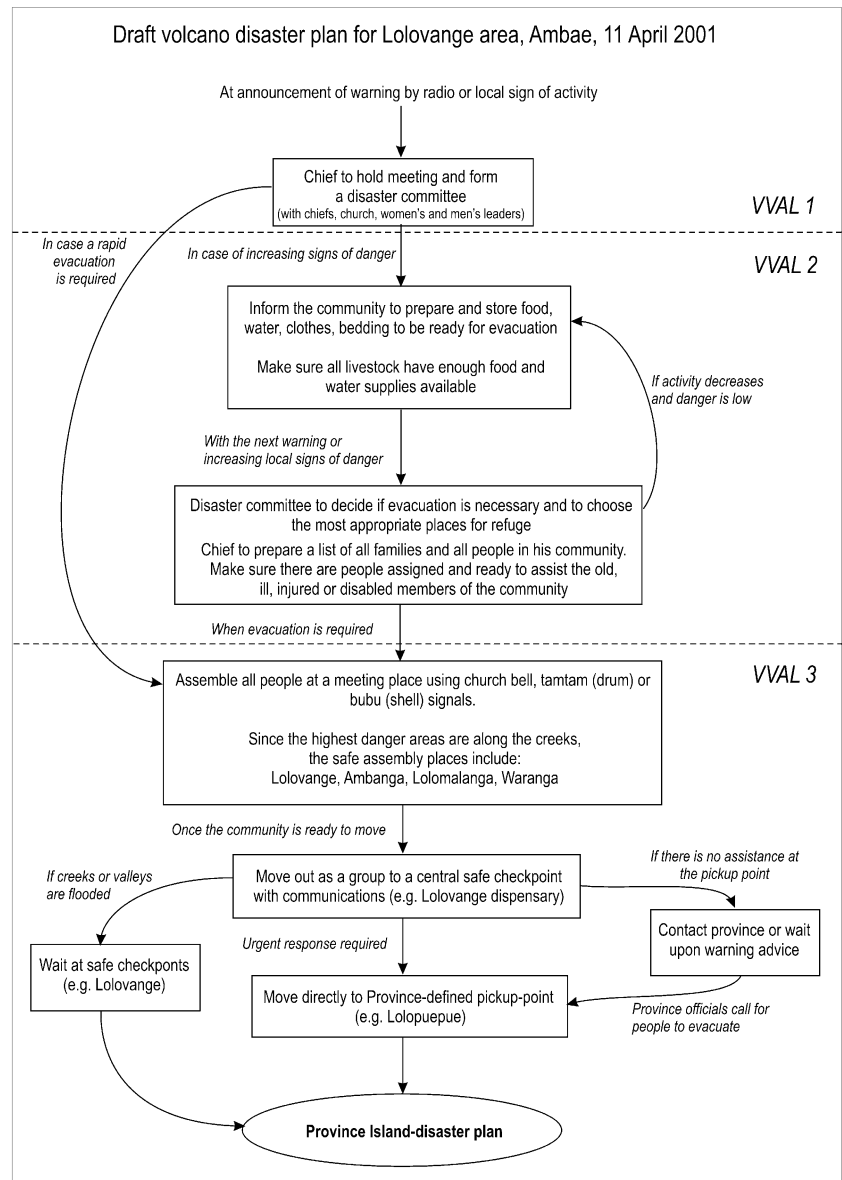 Draft volcano disaster plan for Lolovange area, Ambae, 11 April 2001
At announcement of warning by radio or local sign of activity
Chief to hold meeting and form
a disaster committee
(with chiefs, church, women's and men's leaders)
VVAL 1
In case a rapid
evacuation
is required
In case of increasing signs of danger
VVAL 2
Inform the community to prepare and store food,
water, clothes, bedding to be ready for evacuation
Make sure all livestock have enough food and
water supplies available
If activity decreases
and danger is low
With the next warning or
increasing local signs of danger
Disaster committee to decide if evacuation is necessary and to choose
the most appropriate places for refuge
Chief to prepare a list of all families and all people in his community.
Make sure there are people assigned and ready to assist the old,
ill, injured or disabled members of the community
When evacuation is required
VVAL 3
Assemble all people at a meeting place using church bell, tamtam (drum) or
bubu (shell) signals.
Since the highest danger areas are along the creeks,
the safe assembly places include:
Lolovange, Ambanga, Lolomalanga, Waranga
Once the community is ready to move
If creeks or valleys
are flooded
Move out as a group to a central safe checkpoint
with communications (e.g. Lolovange dispensary)
If there is no assistance at
the pickup point
Contact province or wait
upon warning advice
Urgent response required
Wait at safe checkponts
(e.g. Lolovange)
Move directly to Province-defined pickup-point
(e.g. Lolopuepue)
Province officials call for
people to evacuate
Province Island-disaster plan